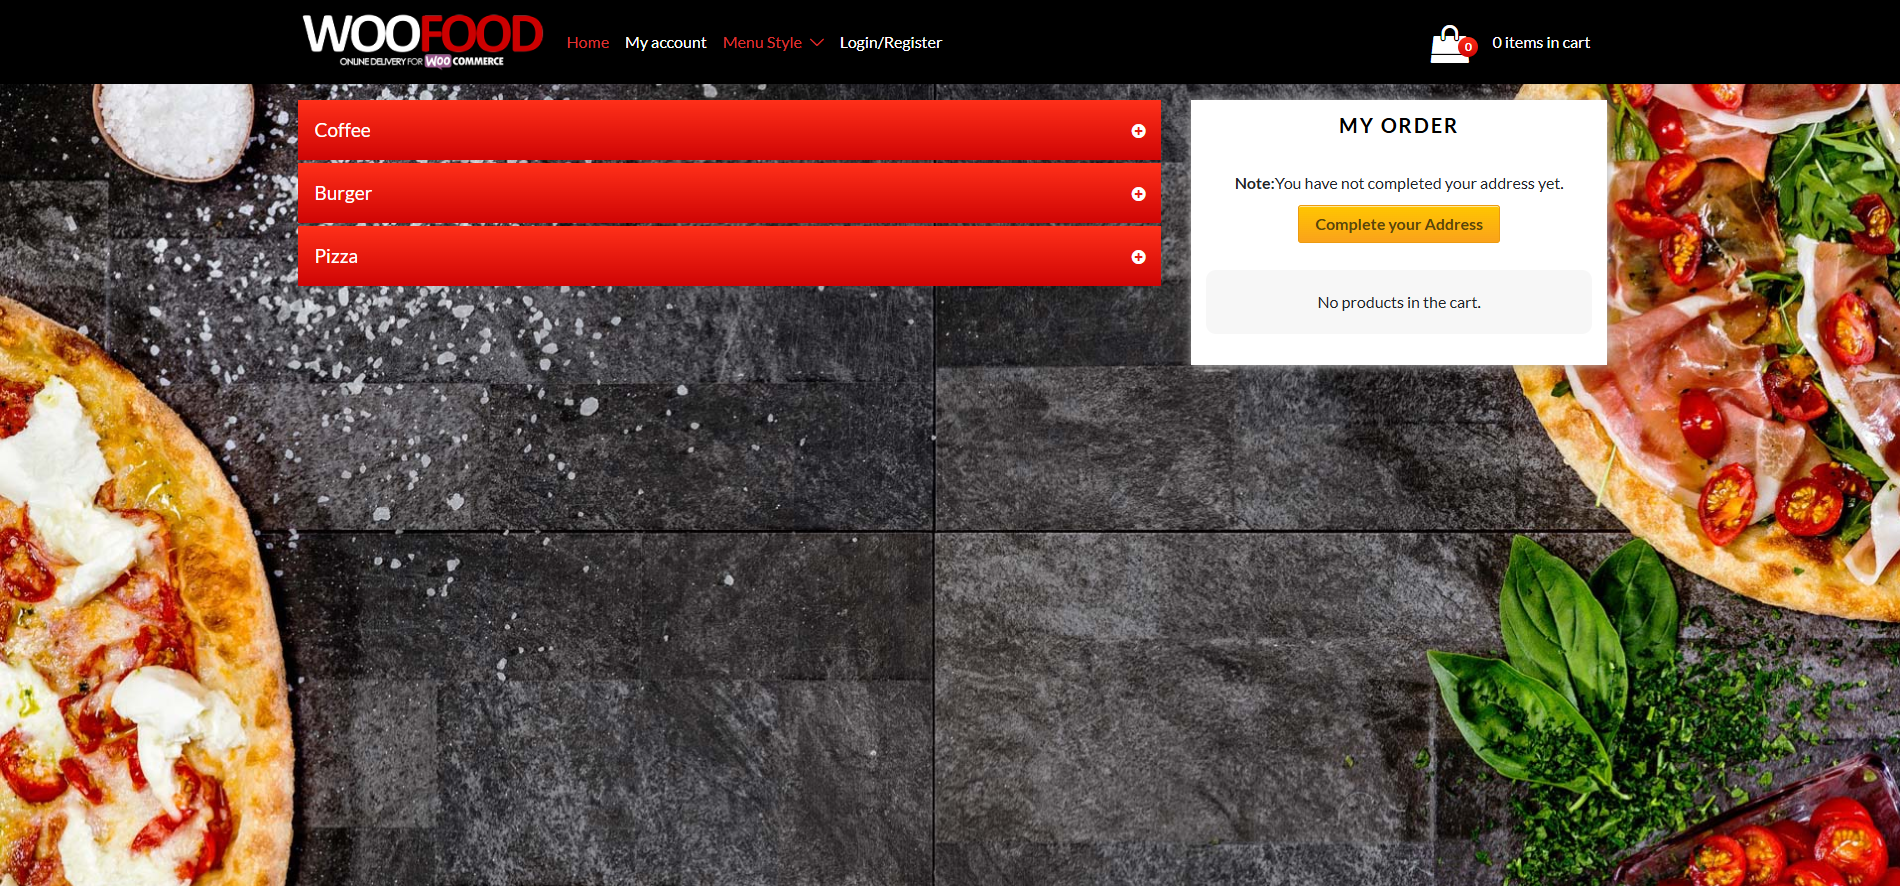 WOOFOOD
ONLINE DELIVERY FOR WOO COMMERCE
Home My account Menu Style Login/Register
0 0 items in cart
Coffee
Burger
Pizza
MY ORDER
Note:You have not completed your address yet.
Complete your Address
No products in the cart.